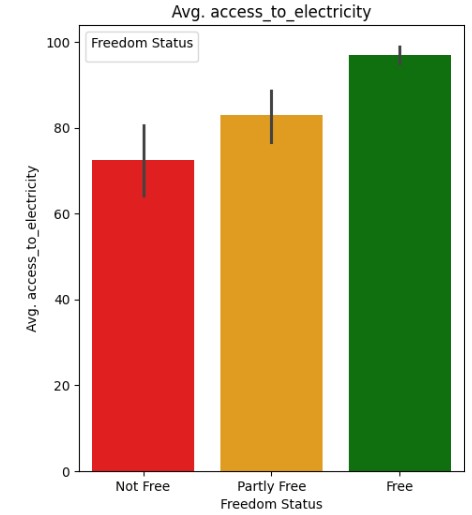 Avg. access_to_electricity
Freedom Status
100
80
60
40
20
0
Avg. access_to_electricity
Not Free
Partly Free
Free
Freedom Status